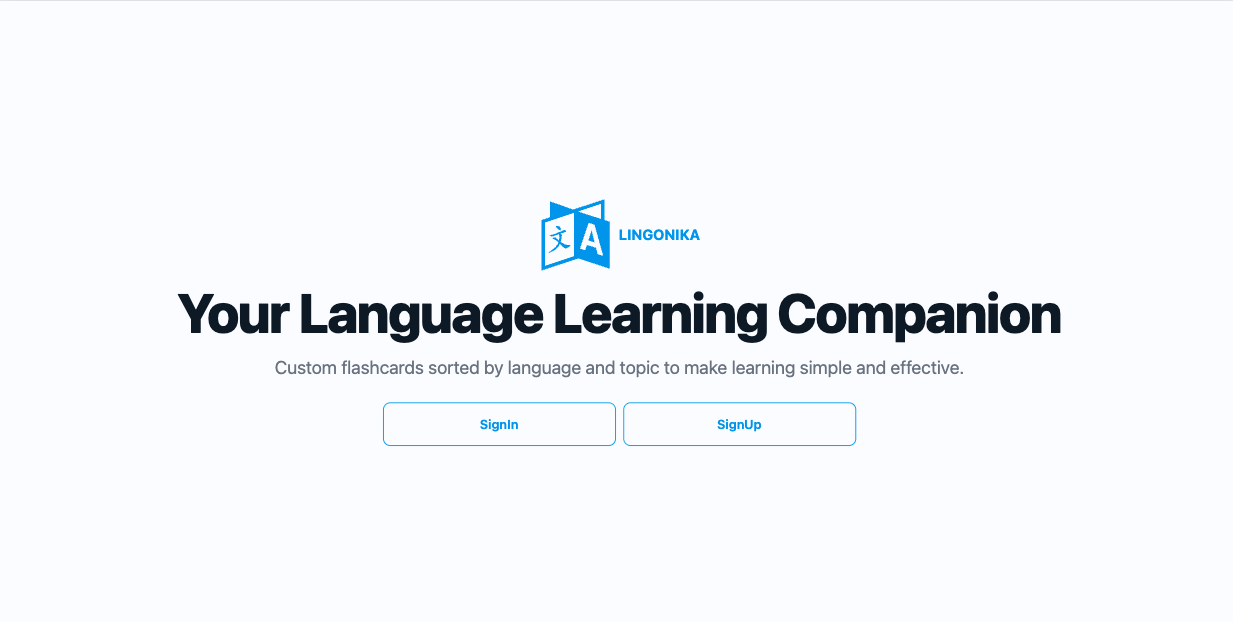 文 A LINGONIKA
Your Language Learning Companion
Custom flashcards sorted by language and topic to make learning simple and effective.
SignIn SignUp